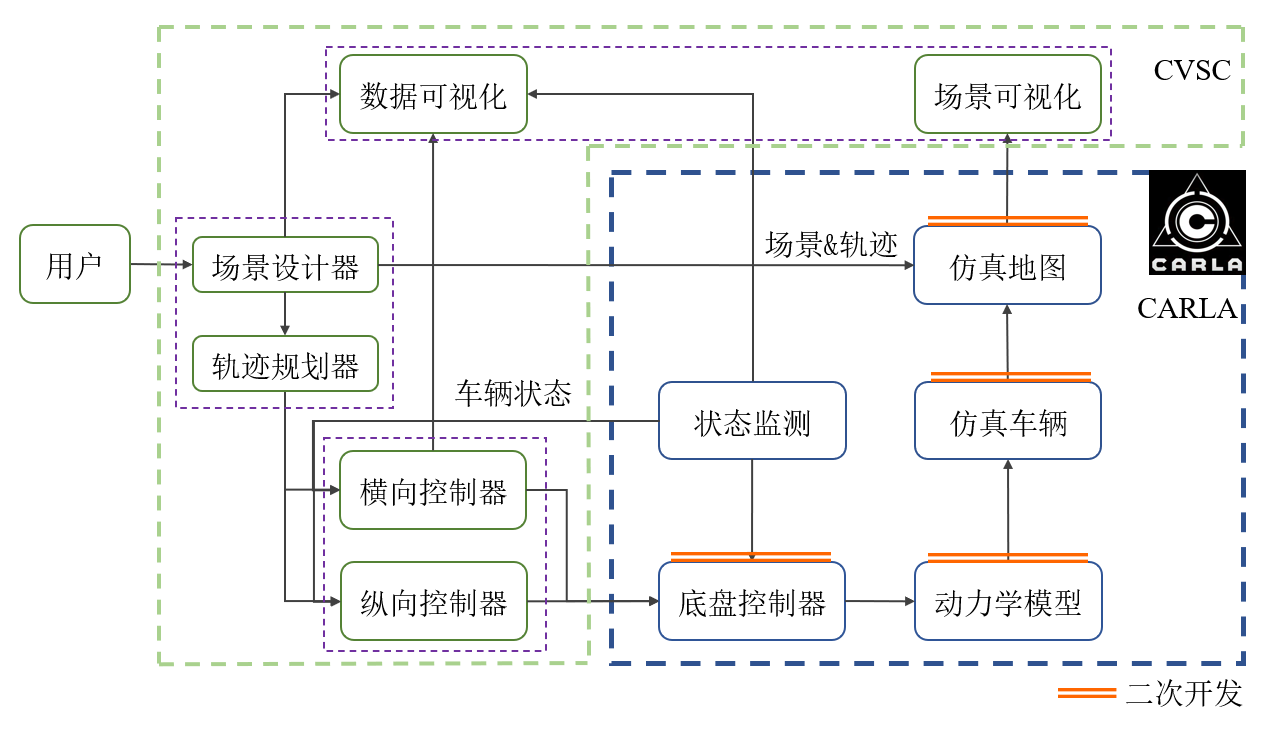 CVSC
数据可视化
场景可视化
CARLA
用户
场景设计器
场景&轨迹
仿真地图
CARLA
轨迹规划器
车辆状态
状态监测
仿真车辆
横向控制器
纵向控制器
底盘控制器
动力学模型
二次开发